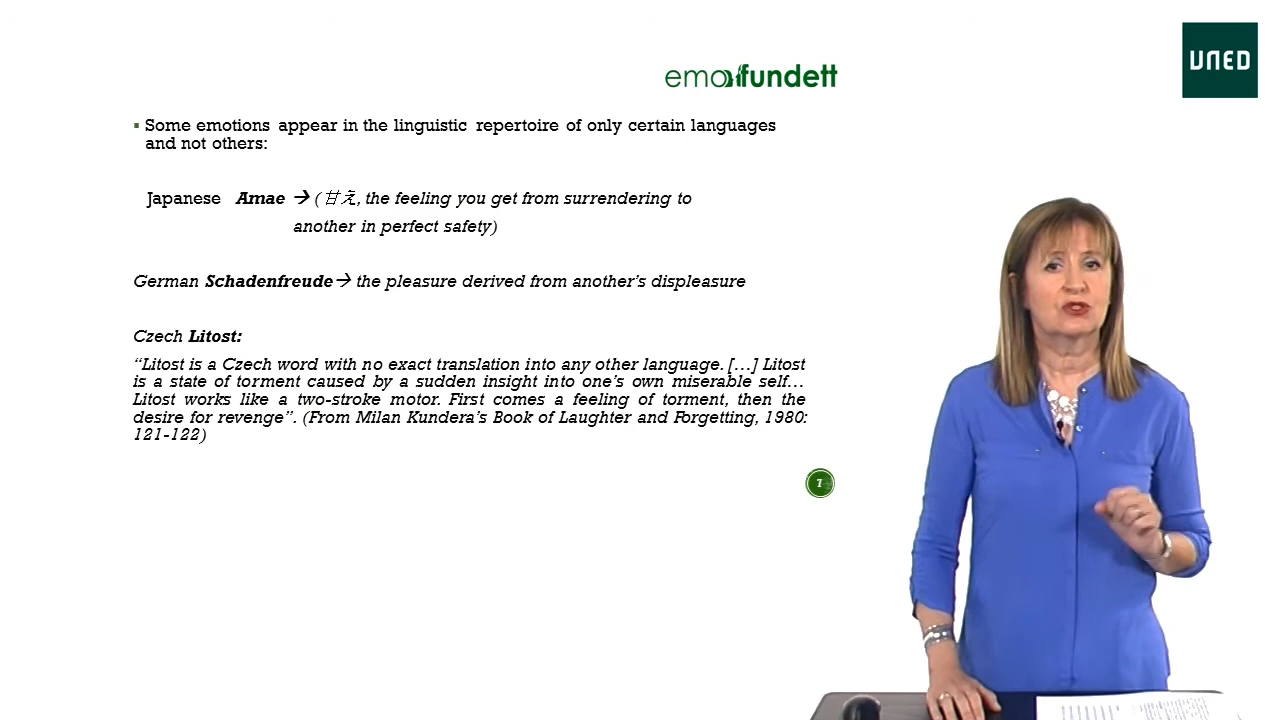 UNED
emo fundett
▪ Some emotions appear in the linguistic repertoire of only certain languages
and not others:
Japanese Amae → (甘え, the feeling you get from surrendering to
another in perfect safety)
German Schadenfreude→ the pleasure derived from another's displeasure
Czech Litost:
“Litost is a Czech word with no exact translation into any other language. […] Litost
is a state of torment caused by a sudden insight into one's own miserable self…
Litost works like a two-stroke motor. First comes a feeling of torment, then the
desire for revenge”. (From Milan Kundera's Book of Laughter and Forgetting, 1980:
121-122)
7